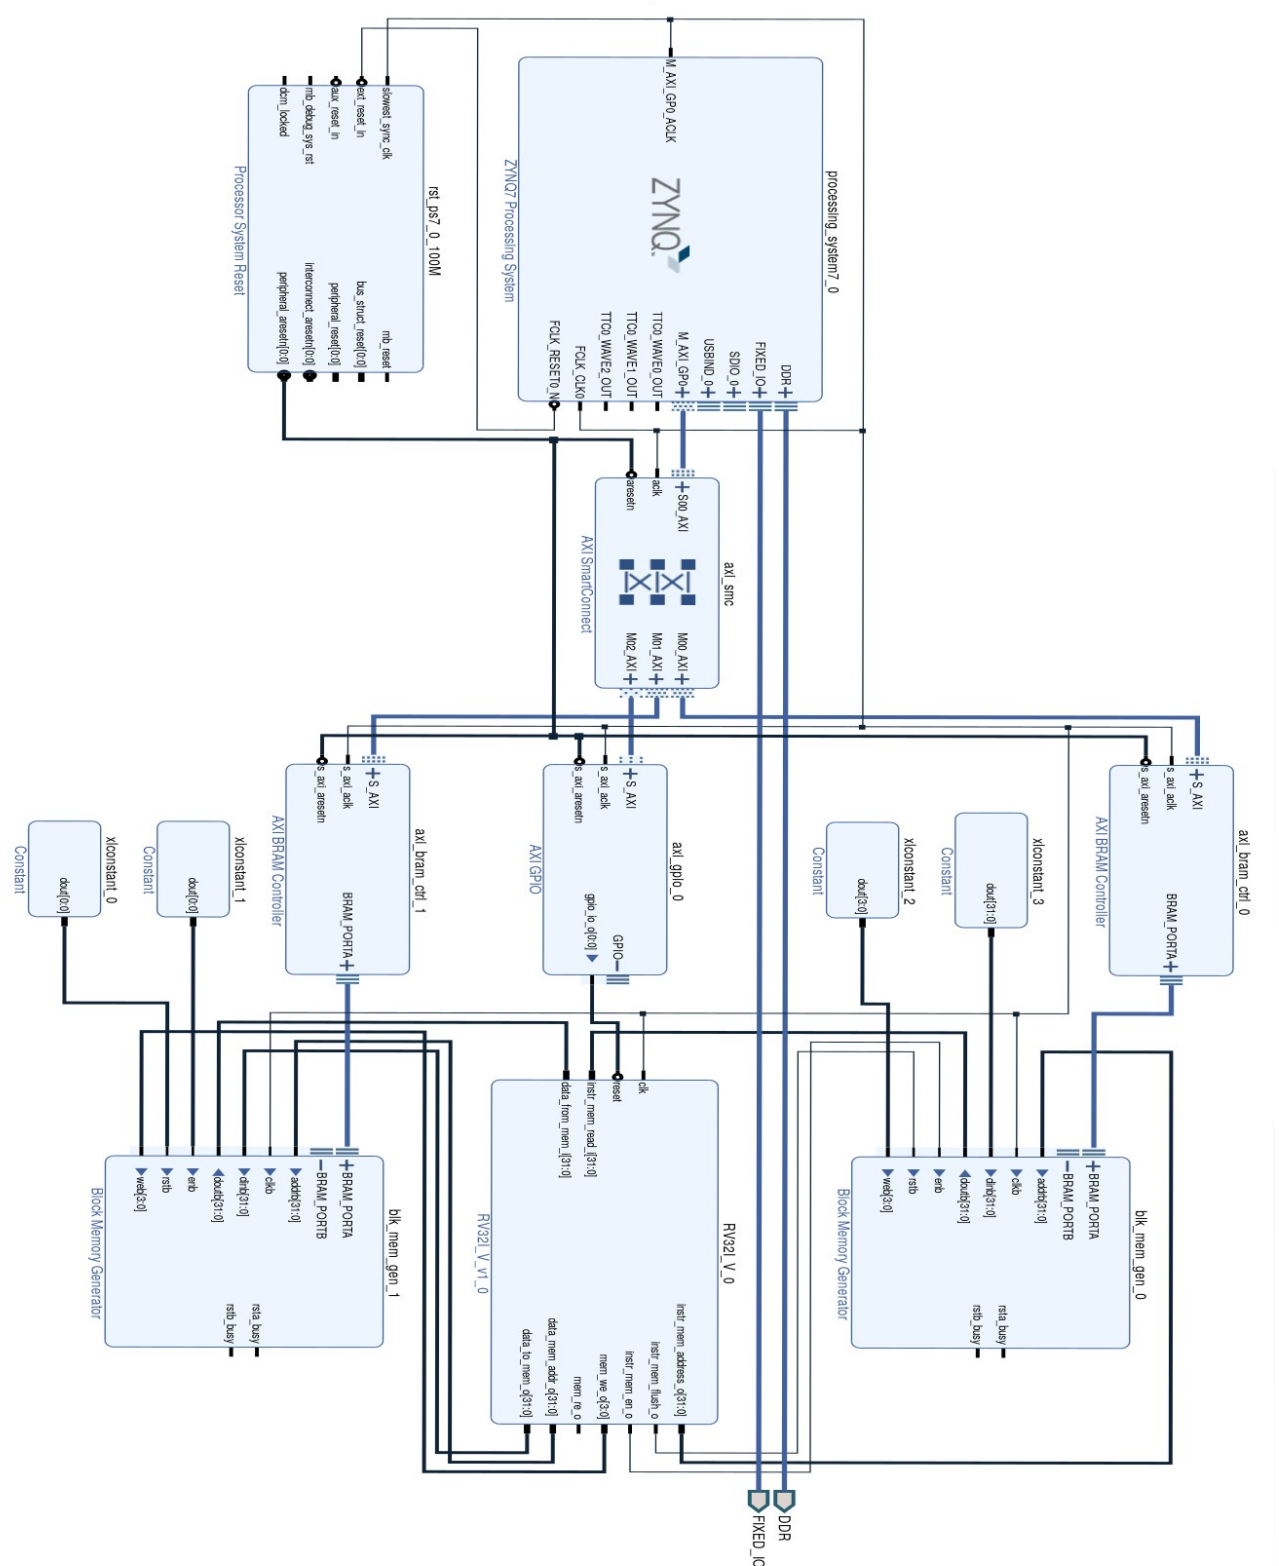 rst_ps7_0_100M
slowest_sync_clk
ext_reset_in
aux_reset_in
mb_debug_sys_rst
dcm_locked
mb_reset
bus_struct_reset[0:0]
peripheral_reset[0:0]
interconnect_aresetn[0:0]
peripheral_aresetn[0:0]
Processor System Reset
processing_system7_0
M_AXI_GP0_ACLK
ZYNQ
DDR
FIXED_IO
SDIO_0
USBIND_0
M_AXI_GP0
TTC0_WAVE0_OUT
TTC0_WAVE1_OUT
TTC0_WAVE2_OUT
FCLK_CLK0
FCLK_RESET0_N
ZYNQ7 Processing System
axi_smc
S00_AXI
aclk
aresetn
M00_AXI
M01_AXI
M02_AXI
AXI SmartConnect
axi_bram_ctrl_0
S_AXI
s_axi_aclk
s_axi_aresetn
BRAM_PORTA
AXI BRAM Controller
xlconstant_3
dout[31:0]
Constant
xlconstant_2
dout[3:0]
Constant
axi_gpio_0
S_AXI
s_axi_aclk
s_axi_aresetn
GPIO
gpio_io_o[0:0]
AXI GPIO
axi_bram_ctrl_1
S_AXI
s_axi_aclk
s_axi_aresetn
BRAM_PORTA
AXI BRAM Controller
xlconstant_1
dout[0:0]
Constant
xlconstant_0
dout[0:0]
Constant
blk_mem_gen_0
BRAM_PORTA
BRAM_PORTB
addrb[31:0]
clkb
dinb[31:0]
doutb[31:0]
enb
rstb
web[3:0]
rsta_busy
rstb_busy
Block Memory Generator
RV32I_V_0
clk
reset
instr_mem_read_i[31:0]
data_from_mem_i[31:0]
instr_mem_address_o[31:0]
instr_mem_flush_o
instr_mem_en_o
mem_we_o[3:0]
mem_re_o
data_mem_addr_o[31:0]
data_to_mem_o[31:0]
RV32I_V_v1_0
blk_mem_gen_1
BRAM_PORTA
BRAM_PORTB
addrb[31:0]
clkb
dinb[31:0]
doutb[31:0]
enb
rstb
web[3:0]
rsta_busy
rstb_busy
Block Memory Generator
DDR
FIXED_IO